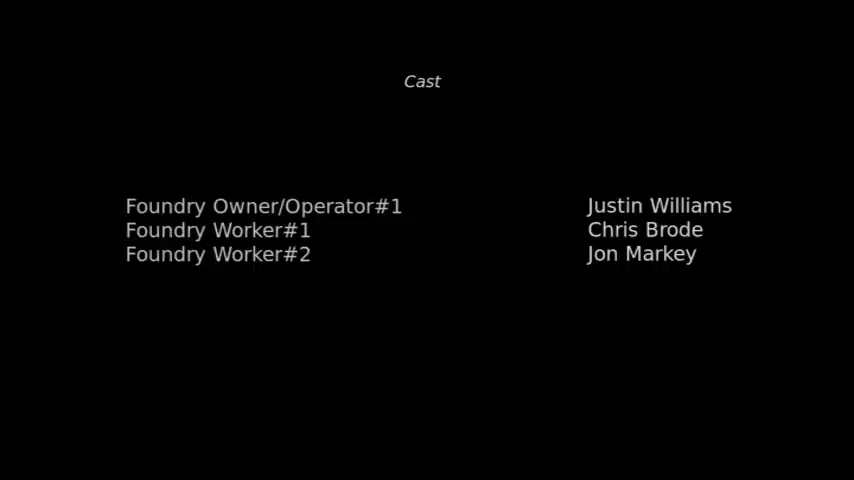 Cast
Foundry Owner/Operator#1 Justin Williams
Foundry Worker#1 Chris Brode
Foundry Worker#2 Jon Markey